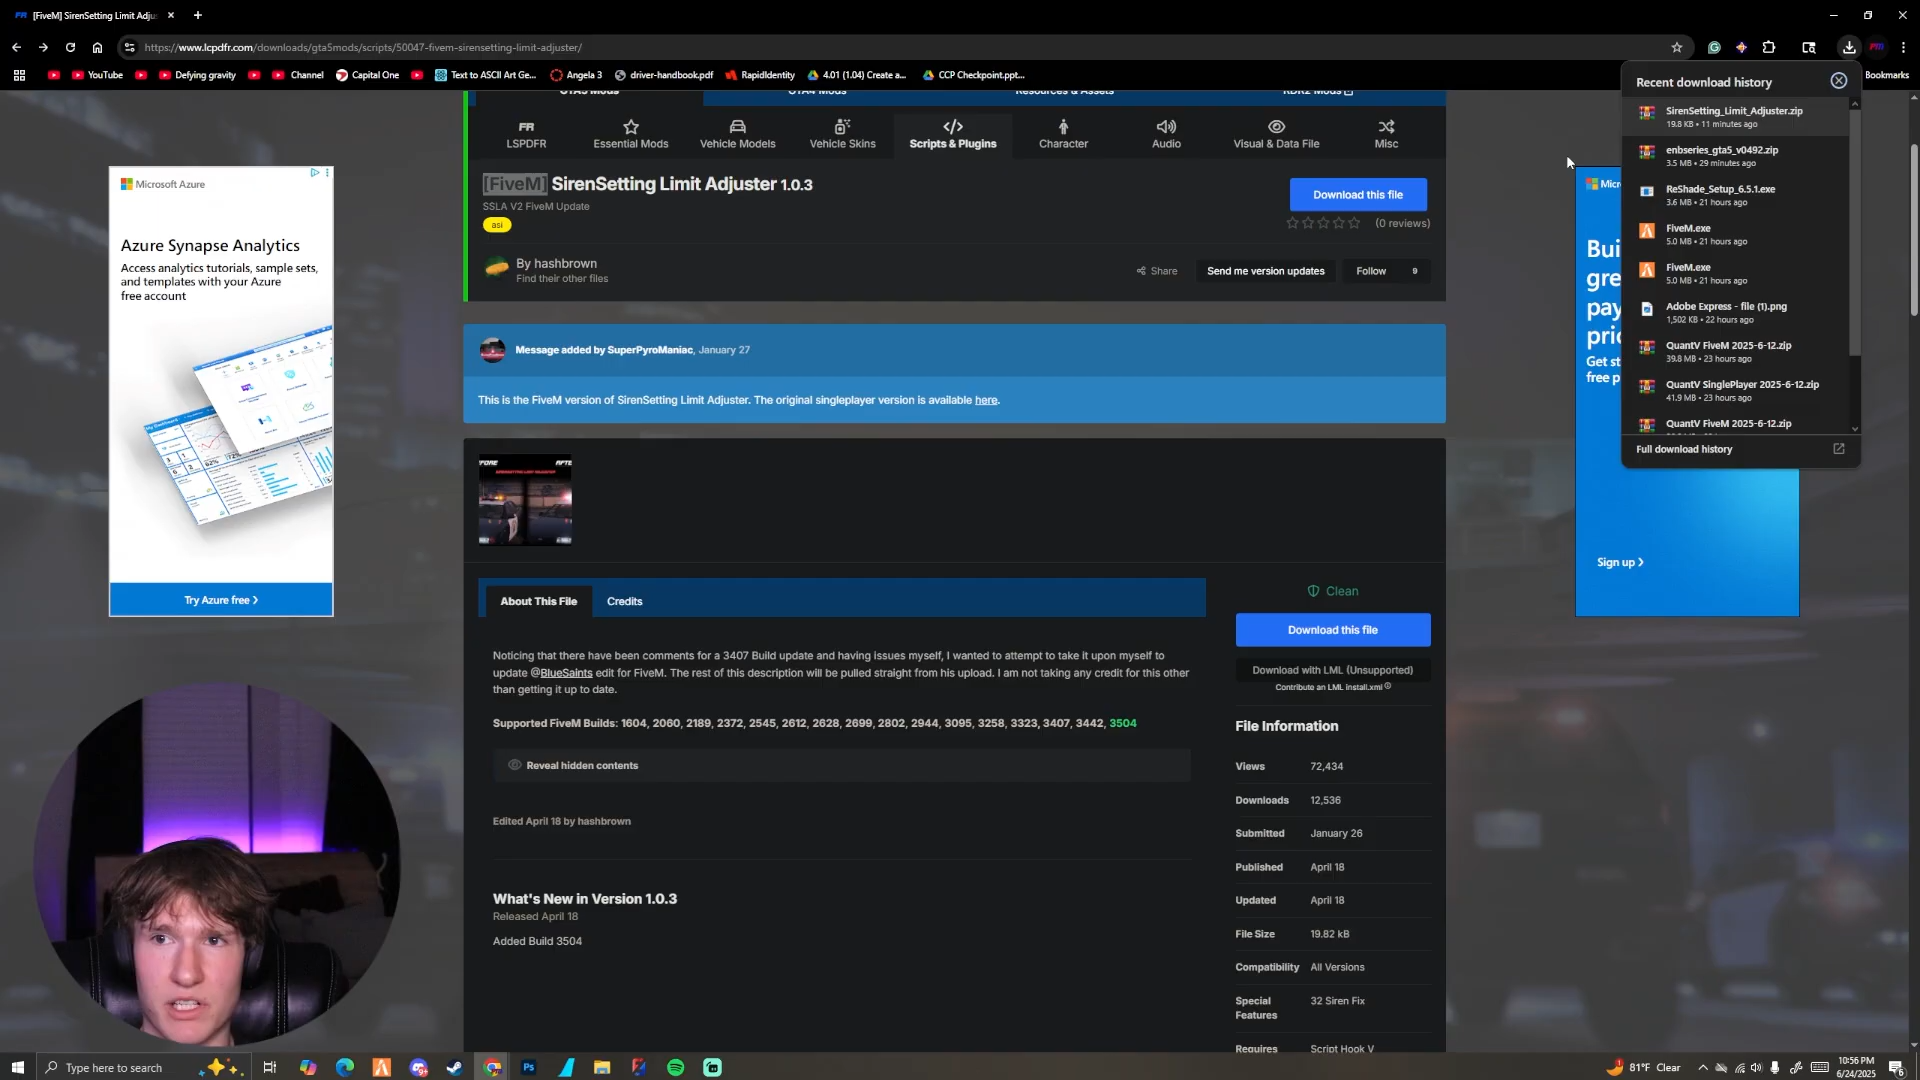 [FiveM] SirenSetting Limit Adju
https://www.lcpdfr.com/downloads/gta5mods/scripts/50047-fivem-sirensetting-limit-adjuster/
YouTube
Defying gravity
Channel
Capital One
Text to ASCII Art Ge...
Angela 3
driver-handbook.pdf
RapidIdentity
4.01 (1.04) Create a...
CCP Checkpoint.ppt...
Bookmarks
Recent download history
SirenSetting_Limit_Adjuster.zip
19.8 KB • 11 minutes ago
enbseries_gta5_v0492.zip
3.5 MB • 29 minutes ago
ReShade_Setup_6.5.1.exe
3.6 MB • 21 hours ago
FiveM.exe
5.0 MB • 21 hours ago
FiveM.exe
5.0 MB • 21 hours ago
Adobe Express - file (1).png
1,502 KB • 22 hours ago
QuantV FiveM 2025-6-12.zip
39.8 MB • 23 hours ago
QuantV SinglePlayer 2025-6-12.zip
41.9 MB • 23 hours ago
QuantV FiveM 2025-6-12.zip
Full download history
GTA5 Mods
GTA4 Mods
Resources & Assets
RDR2 Mods
LSPDFR
Essential Mods
Vehicle Models
Vehicle Skins
Scripts & Plugins
Character
Audio
Visual & Data File
Misc
[FiveM] SirenSetting Limit Adjuster 1.0.3
SSLA V2 FiveM Update
asi
Download this file
(0 reviews)
By hashbrown
Find their other files
Share
Send me version updates
Follow 9
Message added by SuperPyroManiac, January 27
This is the FiveM version of SirenSetting Limit Adjuster. The original singleplayer version is available here.
About This File
Credits
Noticing that there have been comments for a 3407 Build update and having issues myself, I wanted to attempt to take it upon myself to
update @BlueSaints edit for FiveM. The rest of this description will be pulled straight from his upload. I am not taking any credit for this other
than getting it up to date.
Supported FiveM Builds: 1604, 2060, 2189, 2372, 2545, 2612, 2628, 2699, 2802, 2944, 3095, 3258, 3323, 3407, 3442, 3504
Reveal hidden contents
Edited April 18 by hashbrown
What's New in Version 1.0.3
Released April 18
Added Build 3504
Clean
Download this file
Download with LML (Unsupported)
Contribute an LML install.xml
File Information
Views 72,434
Downloads 12,536
Submitted January 26
Published April 18
Updated April 18
File Size 19.82 kB
Compatibility All Versions
Special
Features 32 Siren Fix
Requires Script Hook V
Microsoft Azure
Azure Synapse Analytics
Access analytics tutorials, sample sets,
and templates with your Azure
free account
Try Azure free
Sign up
Type here to search
81°F Clear
10:56 PM
6/24/2025